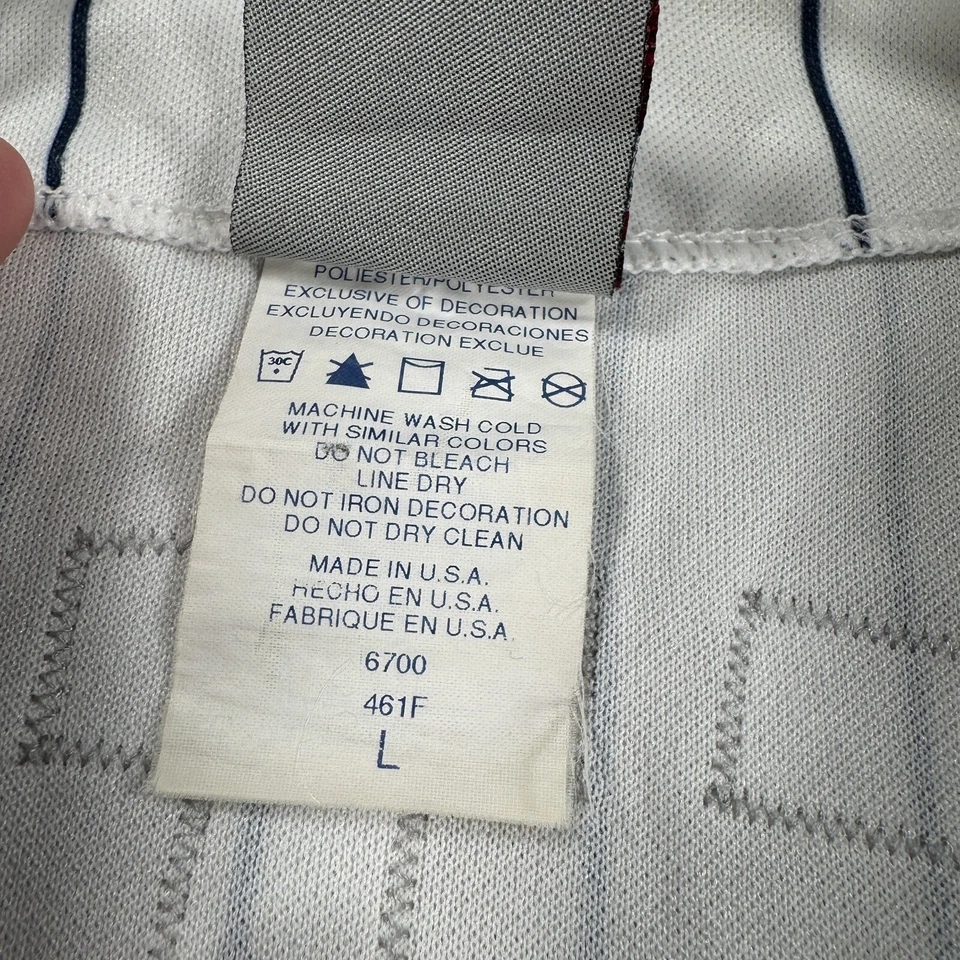 POLIESTER/POLYESTER
EXCLUSIVE OF DECORATION
EXCLUYENDO DECORACIONES
DECORATION EXCLUE
30C
MACHINE WASH COLD
WITH SIMILAR COLORS
DO NOT BLEACH
LINE DRY
DO NOT IRON DECORATION
DO NOT DRY CLEAN
MADE IN U.S.A.
HECHO EN U.S.A.
FABRIQUE EN U.S.A
6700
461F
L